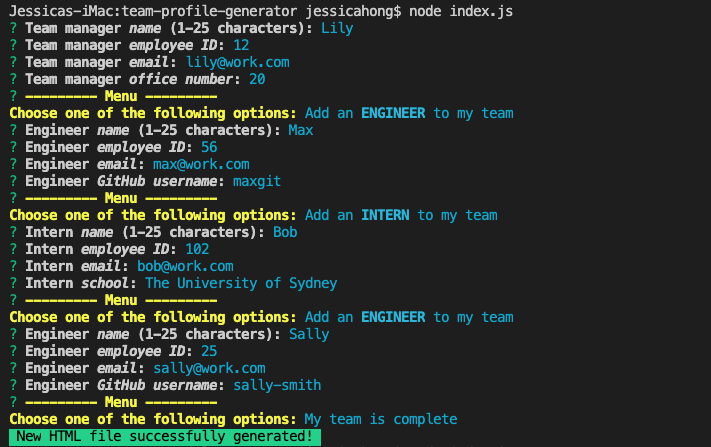 Jessicas-iMac:team-profile-generator jessicahong$ node index.js
? Team manager name (1-25 characters): Lily
? Team manager employee ID: 12
? Team manager email: lily@work.com
? Team manager office number: 20
? --------- Menu ---------
Choose one of the following options: Add an ENGINEER to my team
? Engineer name (1-25 characters): Max
? Engineer employee ID: 56
? Engineer email: max@work.com
? Engineer GitHub username: maxgit
? --------- Menu ---------
Choose one of the following options: Add an INTERN to my team
? Intern name (1-25 characters): Bob
? Intern employee ID: 102
? Intern email: bob@work.com
? Intern school: The University of Sydney
? --------- Menu ---------
Choose one of the following options: Add an ENGINEER to my team
? Engineer name (1-25 characters): Sally
? Engineer employee ID: 25
? Engineer email: sally@work.com
? Engineer GitHub username: sally-smith
? --------- Menu ---------
Choose one of the following options: My team is complete
New HTML file successfully generated!